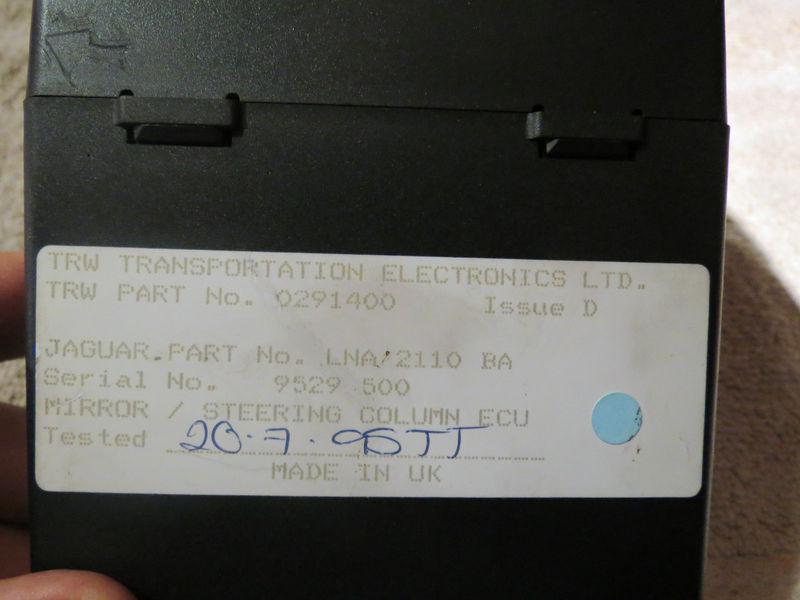 TRW TRANSPORTATION ELECTRONICS LTD.
TRW PART No. 0291400 Issue D
JAGUAR PART No. LNA/2110 BA
Serial No. 9529 500
MIRROR / STEERING COLUMN ECU
Tested 20.7.95 JT
MADE IN UK